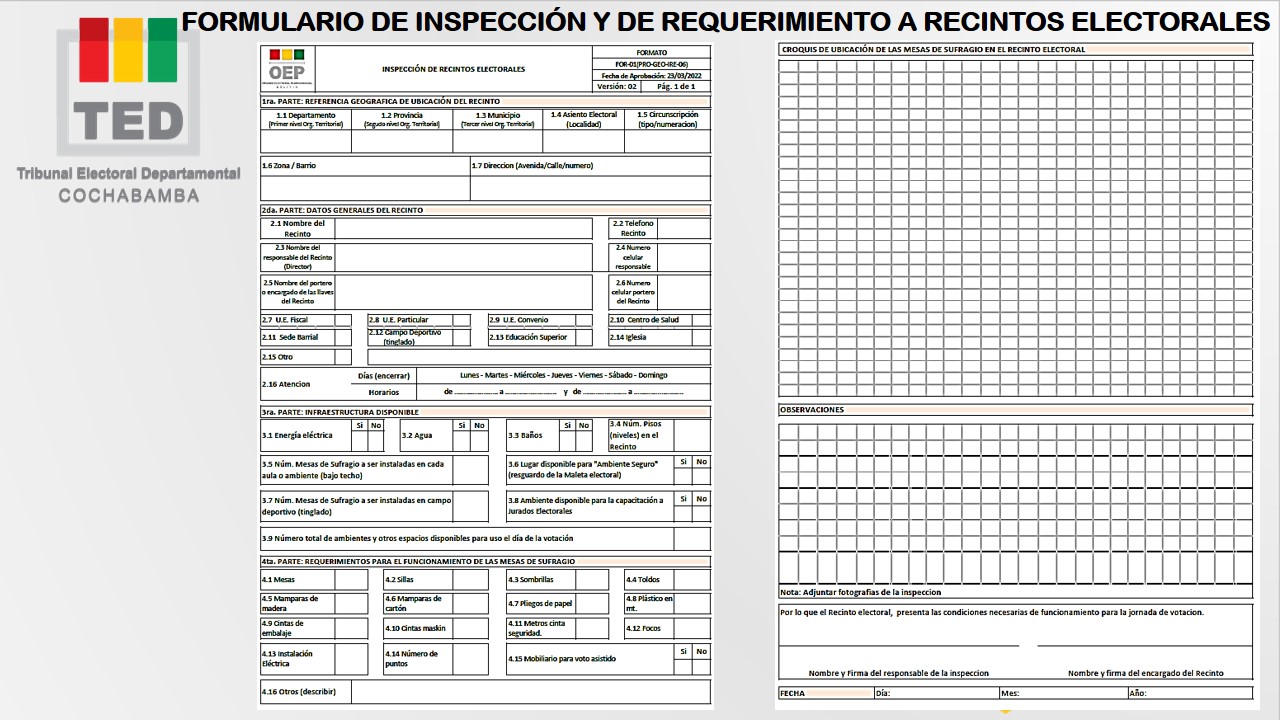 FORMULARIO DE INSPECCIÓN Y DE REQUERIMIENTO A RECINTOS ELECTORALES
TED
Tribunal Electoral Departamental
COCHABAMBA
OEP
INSPECCIÓN DE RECINTOS ELECTORALES
FORMATO
FOR-01(PRO-GEO-IRE-06)
Fecha de Aprobación: 23/03/2022
Versión: 02 Pág. 1 de 1
1ra. PARTE: REFERENCIA GEOGRAFICA DE UBICACIÓN DEL RECINTO
1.1 Departamento
(Primer nivel Org. Territorial)
1.2 Provincia
(Segudo nivel Org. Territorial)
1.3 Municipio
(Tercer nivel Org. Territorial)
1.4 Asiento Electoral
(Localidad)
1.5 Circunscripción
(tipo/numeracion)
1.6 Zona / Barrio
1.7 Direccion (Avenida/Calle/numero)
2da. PARTE: DATOS GENERALES DEL RECINTO
2.1 Nombre del
Recinto
2.2 Telefono
Recinto
2.3 Nombre del
responsable del Recinto
(Director)
2.4 Numero
celular
responsable
2.5 Nombre del portero
o encargado de las llaves
del Recinto
2.6 Numero
celular portero
del Recinto
2.7 U.E. Fiscal
2.8 U.E. Particular
2.9 U.E. Convenio
2.10 Centro de Salud
2.11 Sede Barrial
2.12 Campo Deportivo
(tinglado)
2.13 Educación Superior
2.14 Iglesia
2.15 Otro
2.16 Atencion
Días (encerrar)
Lunes - Martes - Miércoles - Jueves - Viernes - Sábado - Domingo
Horarios
de ..................... a ......................... y de ..................... a .........................
3ra. PARTE: INFRAESTRUCTURA DISPONIBLE
3.1 Energía eléctrica
Si No
3.2 Agua
Si No
3.3 Baños
Si No
3.4 Núm. Pisos
(niveles) en el
Recinto
3.5 Núm. Mesas de Sufragio a ser instaladas en cada
aula o ambiente (bajo techo)
3.6 Lugar disponible para "Ambiente Seguro"
(resguardo de la Maleta electoral)
Si No
3.7 Núm. Mesas de Sufragio a ser instaladas en campo
deportivo (tinglado)
3.8 Ambiente disponible para la capacitación a
Jurados Electorales
Si No
3.9 Número total de ambientes y otros espacios disponibles para uso el día de la votación
4ta. PARTE: REQUERIMIENTOS PARA EL FUNCIONAMIENTO DE LAS MESAS DE SUFRAGIO
4.1 Mesas
4.2 Sillas
4.3 Sombrillas
4.4 Toldos
4.5 Mamparas de
madera
4.6 Mamparas de
cartón
4.7 Pliegos de papel
4.8 Plástico en
mt.
4.9 Cintas de
embalaje
4.10 Cintas maskin
4.11 Metros cinta
seguridad.
4.12 Focos
4.13 Instalación
Eléctrica
4.14 Número de
puntos
4.15 Mobiliario para voto asistido
Si No
4.16 Otros (describir)
CROQUIS DE UBICACIÓN DE LAS MESAS DE SUFRAGIO EN EL RECINTO ELECTORAL
OBSERVACIONES
Nota: Adjuntar fotografias de la inspeccion
Por lo que el Recinto electoral, presenta las condiciones necesarias de funcionamiento para la jornada de votacion.
Nombre y Firma del responsable de la inspeccion
Nombre y firma del encargado del Recinto
FECHA Día: Mes: Año: